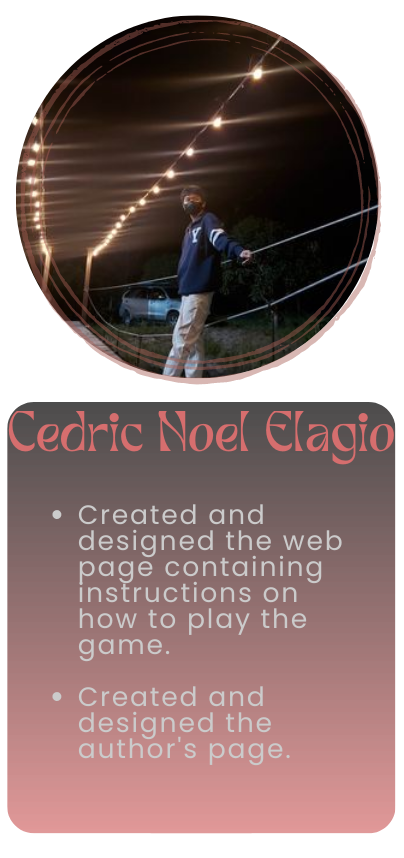 Y
Cedric Noel Elagio
• Created and
designed the web
page containing
instructions on
how to play the
game.
• Created and
designed the
author's page.